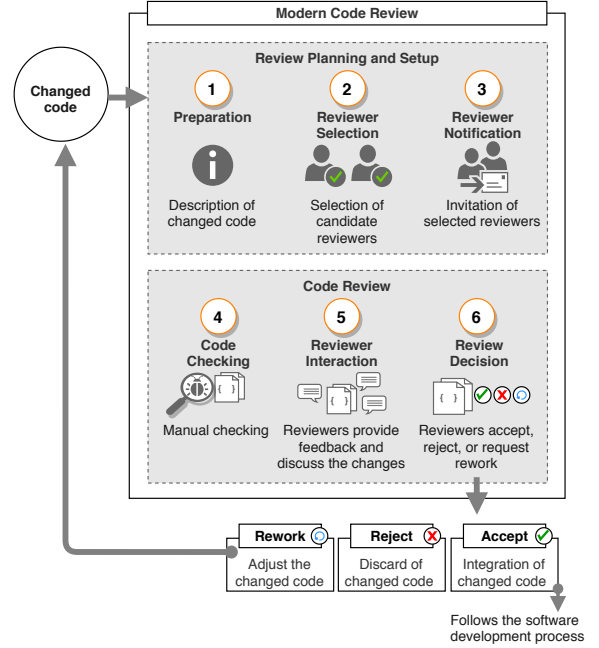 Modern Code Review
Changed
code
Review Planning and Setup
1
Preparation
Description of
changed code
2
Reviewer
Selection
Selection of
candidate
reviewers
3
Reviewer
Notification
Invitation of
selected reviewers
Code Review
4
Code
Checking
{ }
Manual checking
5
Reviewer
Interaction
{ }
Reviewers provide
feedback and
discuss the changes
6
Review
Decision
{ }
Reviewers accept,
reject, or request
rework
Rework
Adjust the
changed code
Reject
Discard of
changed code
Accept
Integration of
changed code
Follows the software
development process